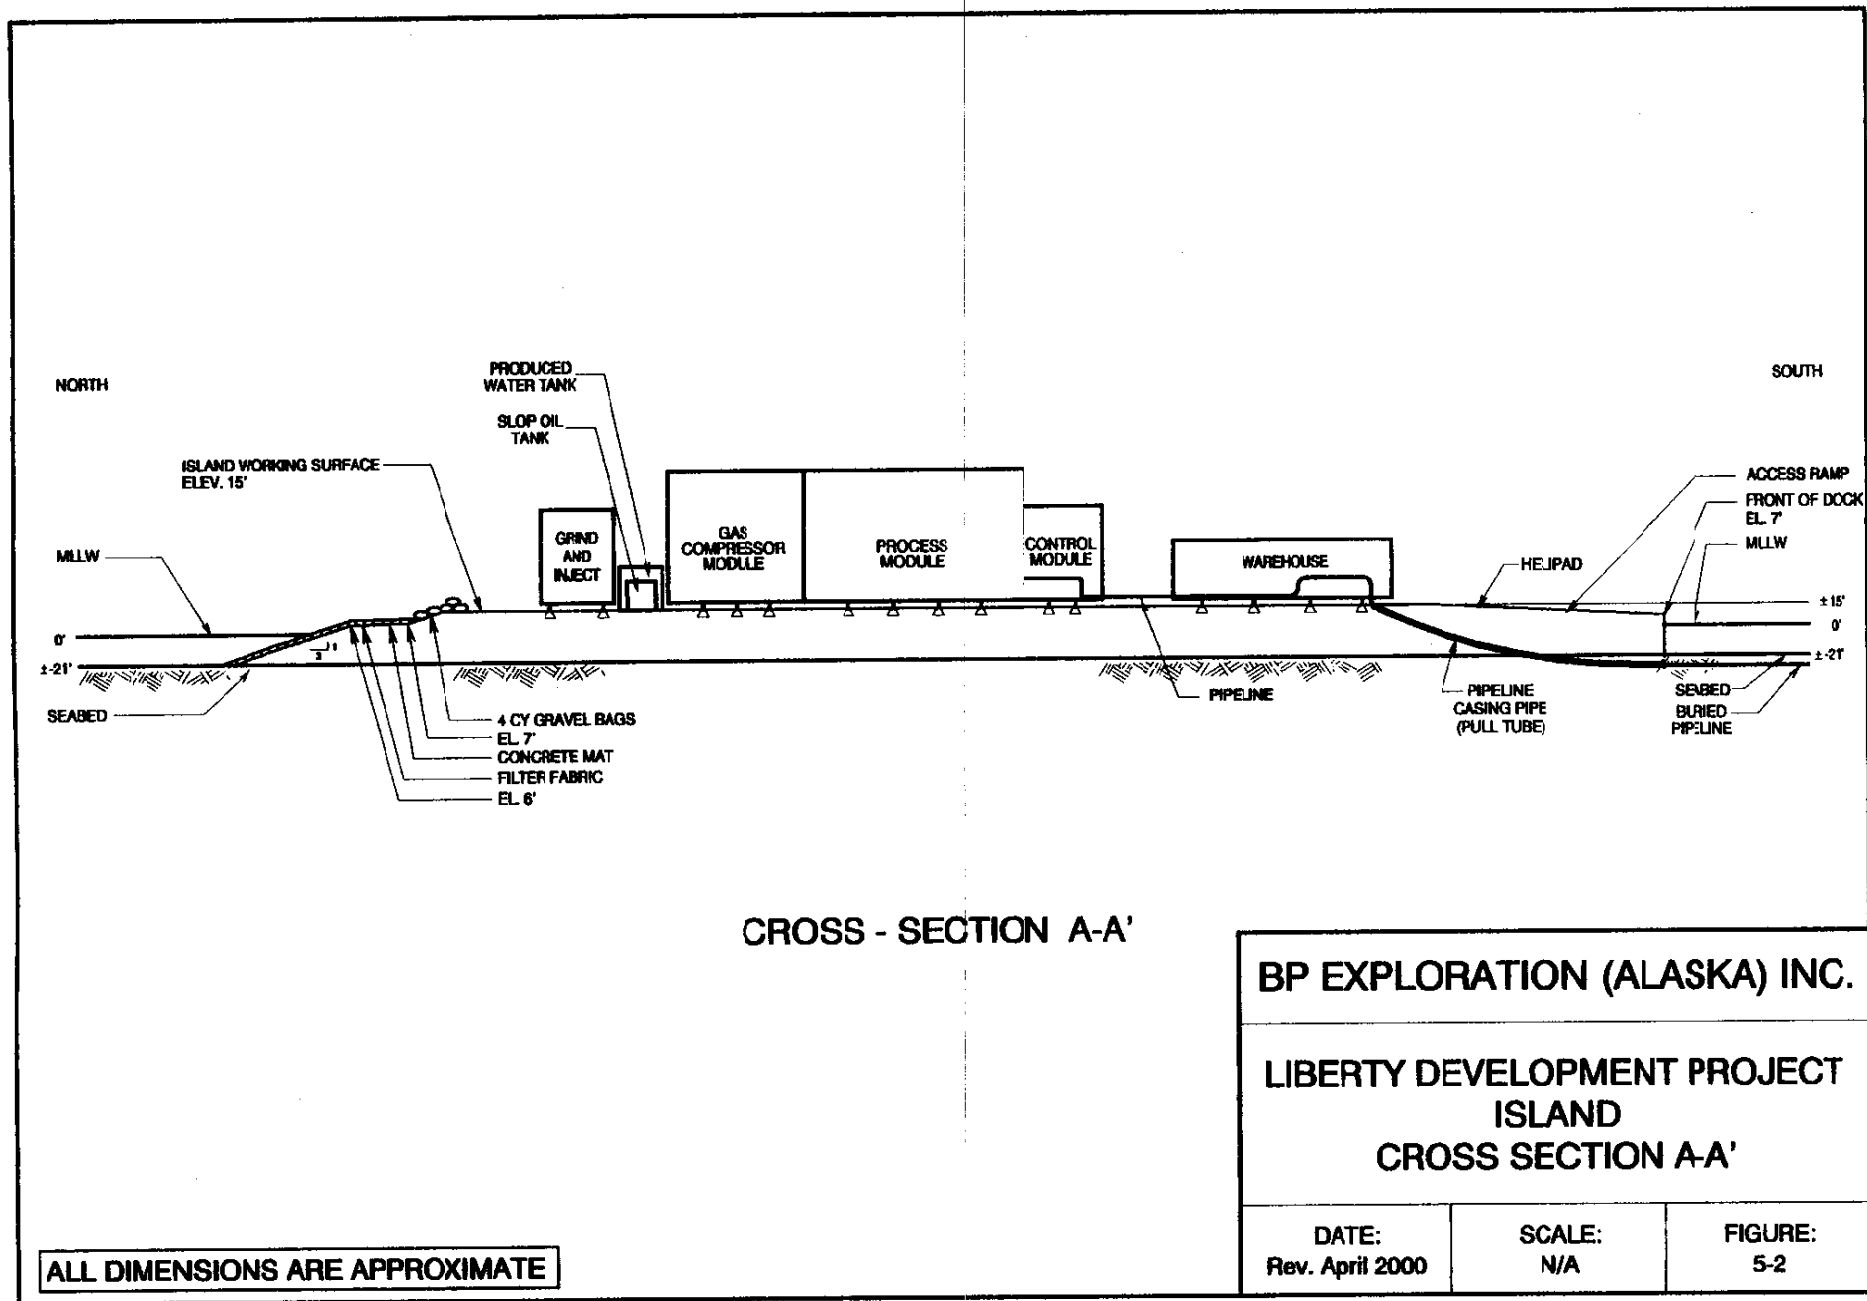 NORTH
SOUTH
PRODUCED
WATER TANK
SLOP OIL
TANK
ISLAND WORKING SURFACE
ELEV. 15'
MLLW
0'
±-21'
SEABED
GRIND
AND
INJECT
GAS
COMPRESSOR
MODULE
PROCESS
MODULE
CONTROL
MODULE
WAREHOUSE
HELIPAD
ACCESS RAMP
FRONT OF DOCK
EL. 7'
MLLW
±15'
0'
±-21'
3
1
4 CY GRAVEL BAGS
EL. 7'
CONCRETE MAT
FILTER FABRIC
EL. 6'
PIPELINE
PIPELINE
CASING PIPE
(PULL TUBE)
SEABED
BURIED
PIPELINE
CROSS - SECTION A-A'
BP EXPLORATION (ALASKA) INC.
LIBERTY DEVELOPMENT PROJECT
ISLAND
CROSS SECTION A-A'
DATE:
Rev. April 2000
SCALE:
N/A
FIGURE:
5-2
ALL DIMENSIONS ARE APPROXIMATE